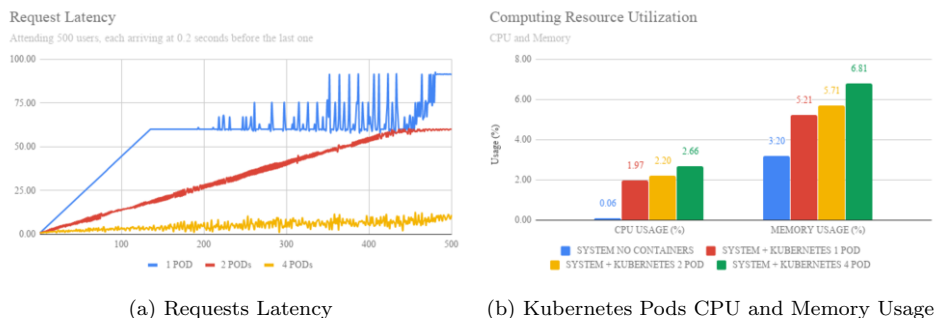 Request Latency
Attending 500 users, each arriving at 0.2 seconds before the last one
100.00
75.00
50.00
25.00
0.00
100 200 300 400 500
1 POD 2 PODs 4 PODs
(a) Requests Latency
Computing Resource Utilization
CPU and Memory
Usage (%)
8.00
6.00
4.00
2.00
0.00
0.06 1.97 2.20 2.66
3.20 5.21 5.71 6.81
CPU USAGE (%) MEMORY USAGE (%)
SYSTEM NO CONTAINERS SYSTEM + KUBERNETES 1 POD
SYSTEM + KUBERNETES 2 POD SYSTEM + KUBERNETES 4 POD
(b) Kubernetes Pods CPU and Memory Usage